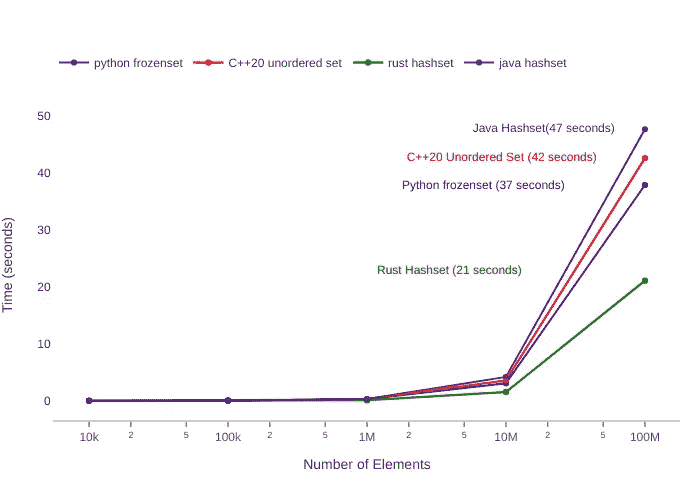 python frozenset C++20 unordered set rust hashset java hashset
50
Java Hashset(47 seconds)
C++20 Unordered Set (42 seconds)
40
Python frozenset (37 seconds)
30
Rust Hashset (21 seconds)
20
10
0
Time (seconds)
10k 2 5 100k 2 5 1M 2 5 10M 2 5 100M
Number of Elements